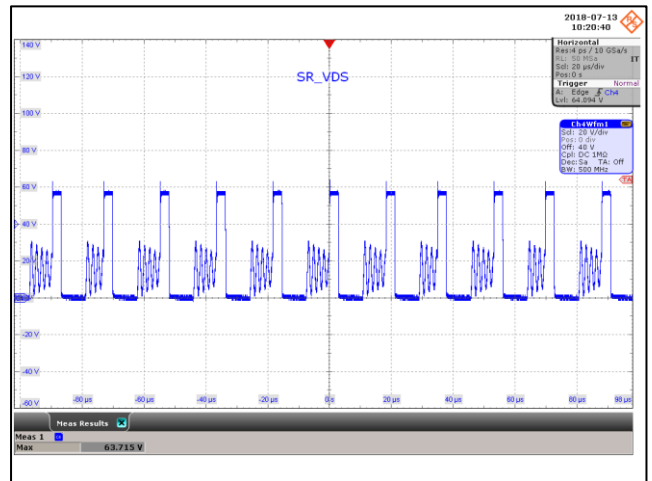 2018-07-13
10:20:40
Horizontal
Res:4 ps / 10 GSa/s
RL: 50 MSa IT
Scl: 20 µs/div
Pos:0 s
Trigger Normal
A: Edge Ch4
Lvl: 64.094 V
Ch4Wfm1
Scl: 20 V/div
Pos: 0 div
Off: 40 V
Cpl: DC 1MΩ
Dec:Sa TA: Off
BW: 500 MHz
TA
SR_VDS
140 V
120 V
100 V
80 V
60 V
40 V
20 V
-20 V
-40 V
-60 V
-80 µs
-60 µs
-40 µs
-20 µs
0 s
20 µs
40 µs
60 µs
80 µs
98 µs
Meas Results
Meas 1
Max 63.715 V